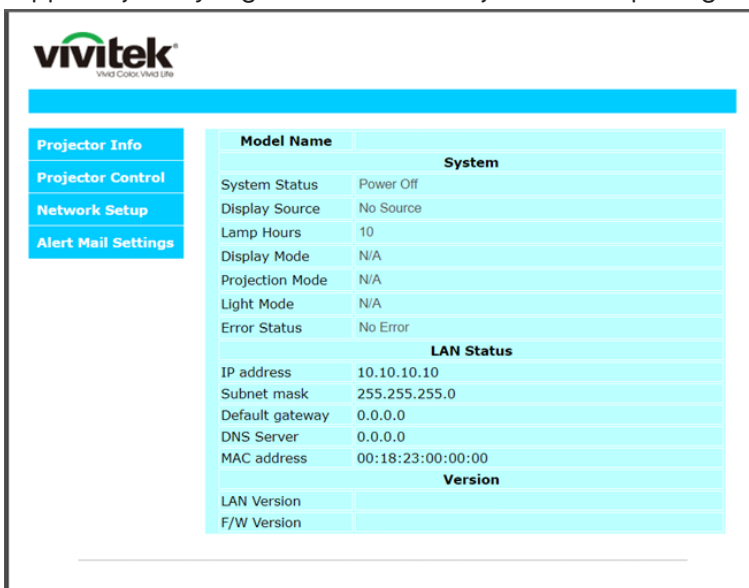 vivitek®
Vivid Color. Vivid Life
Projector Info
Projector Control
Network Setup
Alert Mail Settings
Model Name
System
System Status Power Off
Display Source No Source
Lamp Hours 10
Display Mode N/A
Projection Mode N/A
Light Mode N/A
Error Status No Error
LAN Status
IP address 10.10.10.10
Subnet mask 255.255.255.0
Default gateway 0.0.0.0
DNS Server 0.0.0.0
MAC address 00:18:23:00:00:00
Version
LAN Version
F/W Version